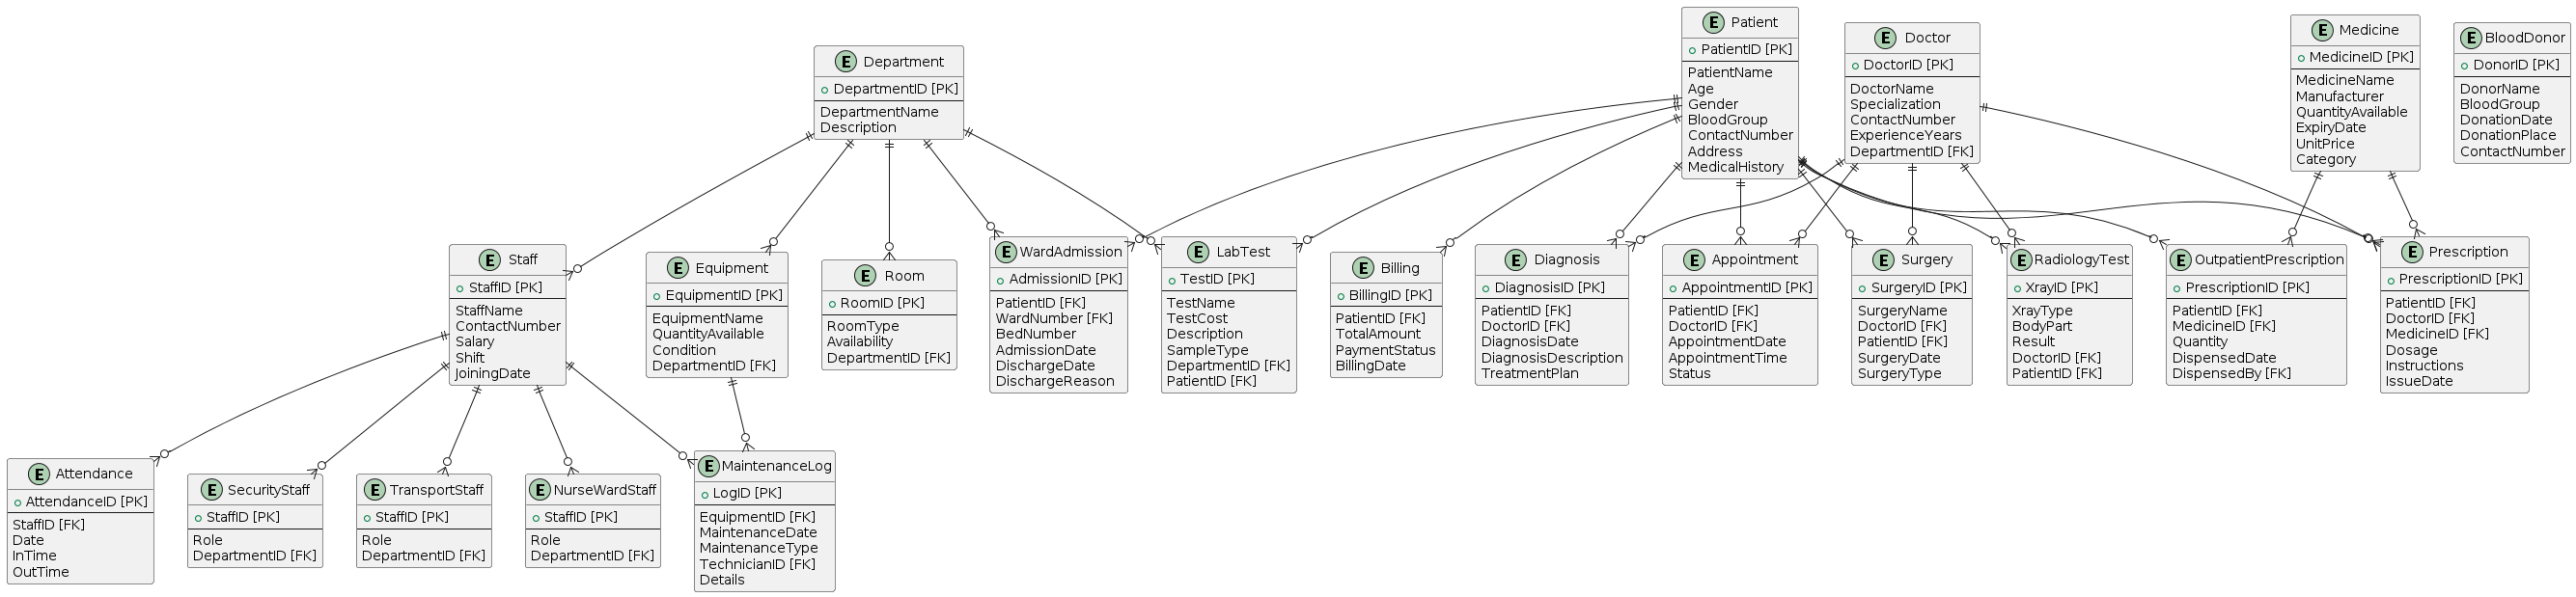 E Patient
PatientID [PK]
PatientName
Age
Gender
BloodGroup
ContactNumber
Address
MedicalHistory
E Doctor
DoctorID [PK]
DoctorName
Specialization
ContactNumber
ExperienceYears
DepartmentID [FK]
E Medicine
MedicineID [PK]
MedicineName
Manufacturer
QuantityAvailable
ExpiryDate
UnitPrice
Category
E BloodDonor
DonorID [PK]
DonorName
BloodGroup
DonationDate
DonationPlace
ContactNumber
E Department
DepartmentID [PK]
DepartmentName
Description
E Staff
StaffID [PK]
StaffName
ContactNumber
Salary
Shift
JoiningDate
E Equipment
EquipmentID [PK]
EquipmentName
QuantityAvailable
Condition
DepartmentID [FK]
E Room
RoomID [PK]
RoomType
Availability
DepartmentID [FK]
E WardAdmission
AdmissionID [PK]
PatientID [FK]
WardNumber [FK]
BedNumber
AdmissionDate
DischargeDate
DischargeReason
E LabTest
TestID [PK]
TestName
TestCost
Description
SampleType
DepartmentID [FK]
PatientID [FK]
E Billing
BillingID [PK]
PatientID [FK]
TotalAmount
PaymentStatus
BillingDate
E Diagnosis
DiagnosisID [PK]
PatientID [FK]
DoctorID [FK]
DiagnosisDate
DiagnosisDescription
TreatmentPlan
E Appointment
AppointmentID [PK]
PatientID [FK]
DoctorID [FK]
AppointmentDate
AppointmentTime
Status
E Surgery
SurgeryID [PK]
SurgeryName
DoctorID [FK]
PatientID [FK]
SurgeryDate
SurgeryType
E RadiologyTest
XrayID [PK]
XrayType
BodyPart
Result
DoctorID [FK]
PatientID [FK]
E OutpatientPrescription
PrescriptionID [PK]
PatientID [FK]
MedicineID [FK]
Quantity
DispensedDate
DispensedBy [FK]
E Prescription
PrescriptionID [PK]
PatientID [FK]
DoctorID [FK]
MedicineID [FK]
Dosage
Instructions
IssueDate
E Attendance
AttendanceID [PK]
StaffID [FK]
Date
InTime
OutTime
E SecurityStaff
StaffID [PK]
Role
DepartmentID [FK]
E TransportStaff
StaffID [PK]
Role
DepartmentID [FK]
E NurseWardStaff
StaffID [PK]
Role
DepartmentID [FK]
E MaintenanceLog
LogID [PK]
EquipmentID [FK]
MaintenanceDate
MaintenanceType
TechnicianID [FK]
Details